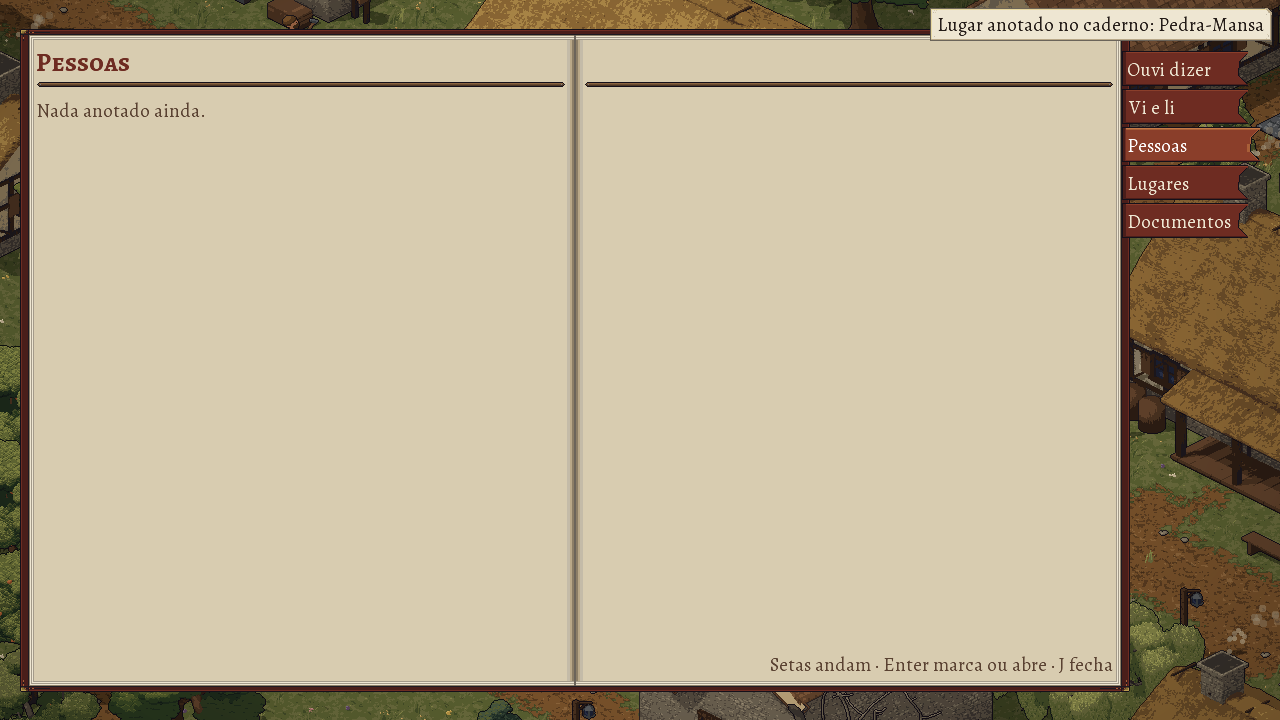 Lugar anotado no caderno: Pedra-Mansa
Pessoas
Nada anotado ainda.
Ouvi dizer
Vi e li
Pessoas
Lugares
Documentos
Setas andam · Enter marca ou abre · J fecha